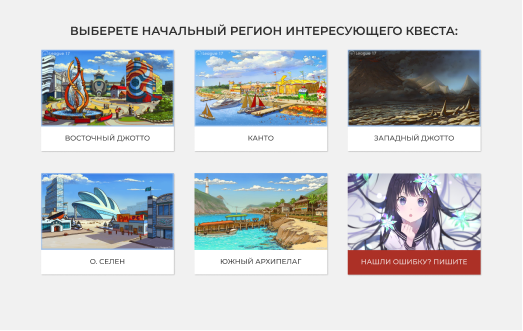 ВЫБЕРЕТЕ НАЧАЛЬНЫЙ РЕГИОН ИНТЕРЕСУЮЩЕГО КВЕСТА:
ВОСТОЧНЫЙ ДЖОТТО
КАНТО
ЗАПАДНЫЙ ДЖОТТО
О. СЕЛЕН
ЮЖНЫЙ АРХИПЕЛАГ
НАШЛИ ОШИБКУ? ПИШИТЕ